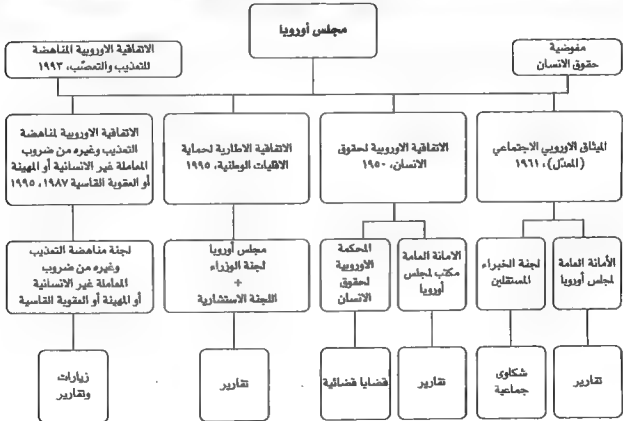 مجلس أوروبا
مفوضية
حقوق الانسان
الاتفاقية الاوروبية المناهضة
للتعذيب والتعصّب، ١٩٩٣
الميثاق الاوروبي الاجتماعي
(المعدّل)، ١٩٦١
الاتفاقية الاوروبية لحقوق
الانسان، ١٩٥٠
الاتفاقية الاطارية لحماية
الاقليات الوطنية، ١٩٩٥
الاتفاقية الاوروبية لمناهضة
التعذيب وغيره من ضروب
المعاملة غير الانسانية أو المهينة
أو العقوبة القاسية ١٩٨٧، ١٩٩٥
الأمانة العامة
لمجلس أوروبا
لجنة الخبراء
المستقلين
الامانة العامة
مكتب لمجلس
أوروبا
المحكمة
الاوروبية
لحقوق
الانسان
مجلس أوروبا
لجنة الوزراء
+
اللجنة الاستشارية
لجنة مناهضة التعذيب
وغيره من ضروب
المعاملة غير الانسانية
أو المهينة أو العقوبة القاسية
تقارير
شكاوى
جماعية
تقارير
قضايا قضائية
تقارير
زيارات
وتقارير